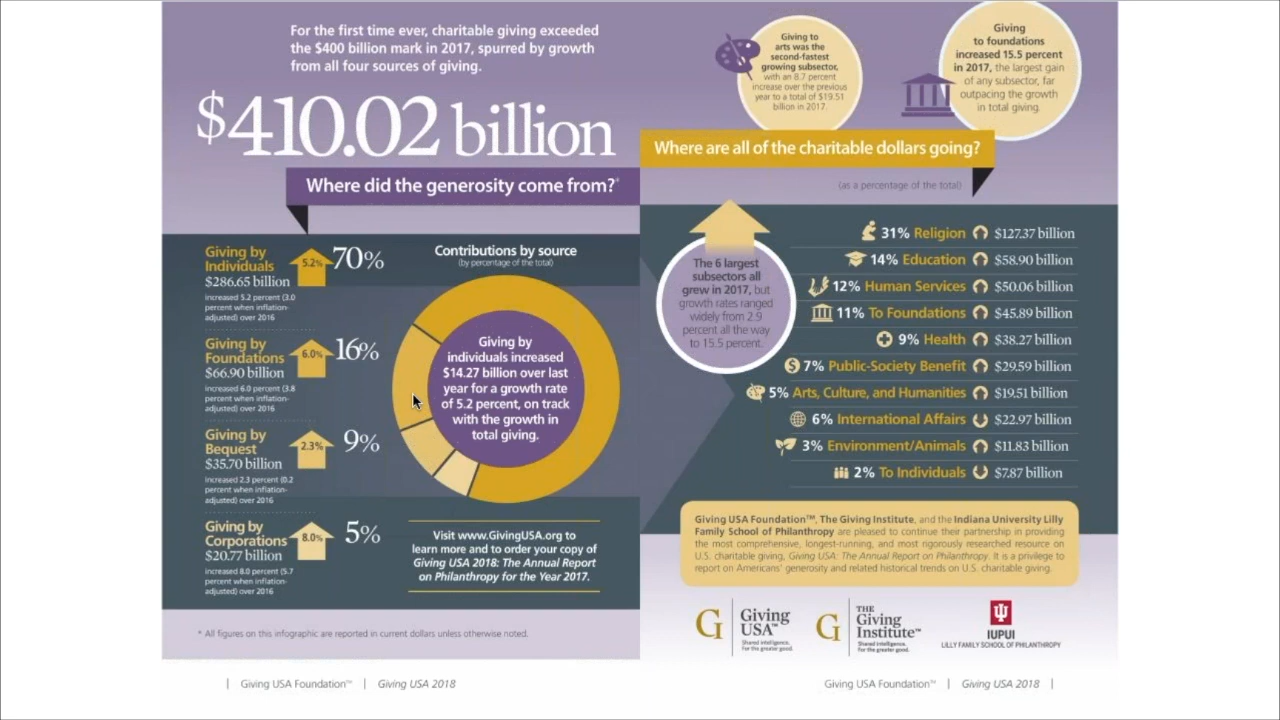 For the first time ever, charitable giving exceeded
the $400 billion mark in 2017, spurred by growth
from all four sources of giving.
$410.02 billion
Where did the generosity come from?*
Giving by
Individuals
$286.65 billion
increased 5.2 percent (3.0
percent when inflation-
adjusted) over 2016
5.2%
70%
Giving by
Foundations
$66.90 billion
increased 6.0 percent (3.8
percent when inflation-
adjusted) over 2016
6.0%
16%
Giving by
Bequest
$35.70 billion
increased 2.3 percent (0.2
percent when inflation-
adjusted) over 2016
2.3%
9%
Giving by
Corporations
$20.77 billion
increased 8.0 percent (5.7
percent when inflation-
adjusted) over 2016
8.0%
5%
Contributions by source
(by percentage of the total)
Giving by
individuals increased
$14.27 billion over last
year for a growth rate
of 5.2 percent, on track
with the growth in
total giving.
Visit www.GivingUSA.org to
learn more and to order your copy of
Giving USA 2018: The Annual Report
on Philanthropy for the Year 2017.
* All figures on this infographic are reported in current dollars unless otherwise noted.
| Giving USA Foundation™ | Giving USA 2018
Giving to
arts was the
second-fastest
growing subsector,
with an 8.7 percent
increase over the previous
year to a total of $19.51
billion in 2017.
Giving
to foundations
increased 15.5 percent
in 2017, the largest gain
of any subsector, far
outpacing the growth
in total giving.
Where are all of the charitable dollars going?
(as a percentage of the total)
The 6 largest
subsectors all
grew in 2017, but
growth rates ranged
widely from 2.9
percent all the way
to 15.5 percent.
31% Religion $127.37 billion
14% Education $58.90 billion
12% Human Services $50.06 billion
11% To Foundations $45.89 billion
9% Health $38.27 billion
7% Public-Society Benefit $29.59 billion
5% Arts, Culture, and Humanities $19.51 billion
6% International Affairs $22.97 billion
3% Environment/Animals $11.83 billion
2% To Individuals $7.87 billion
Giving USA Foundation™, The Giving Institute, and the Indiana University Lilly
Family School of Philanthropy are pleased to continue their partnership in providing
the most comprehensive, longest-running, and most rigorously researched resource on
U.S. charitable giving, Giving USA: The Annual Report on Philanthropy. It is a privilege to
report on Americans' generosity and related historical trends on U.S. charitable giving.
G
Giving
USA™
Shared intelligence.
For the greater good.
G
THE
Giving
Institute™
Shared intelligence.
For the greater good.
IUPUI
LILLY FAMILY SCHOOL OF PHILANTHROPY
Giving USA Foundation™ | Giving USA 2018 |